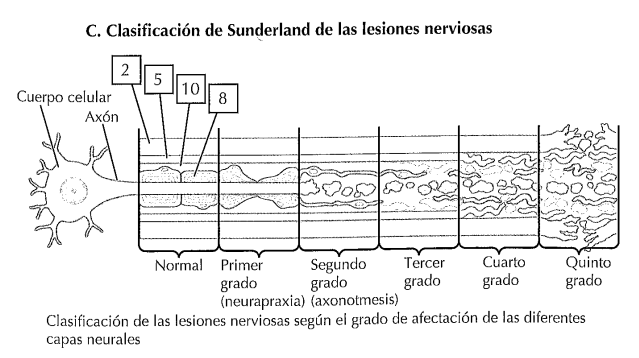 C. Clasificación de Sunderland de las lesiones nerviosas
2
5
10
8
Cuerpo celular
Axón
Normal
Primer
grado
(neurapraxia)
Segundo
grado
(axonotmesis)
Tercer
grado
Cuarto
grado
Quinto
grado
Clasificación de las lesiones nerviosas según el grado de afectación de las diferentes
capas neurales